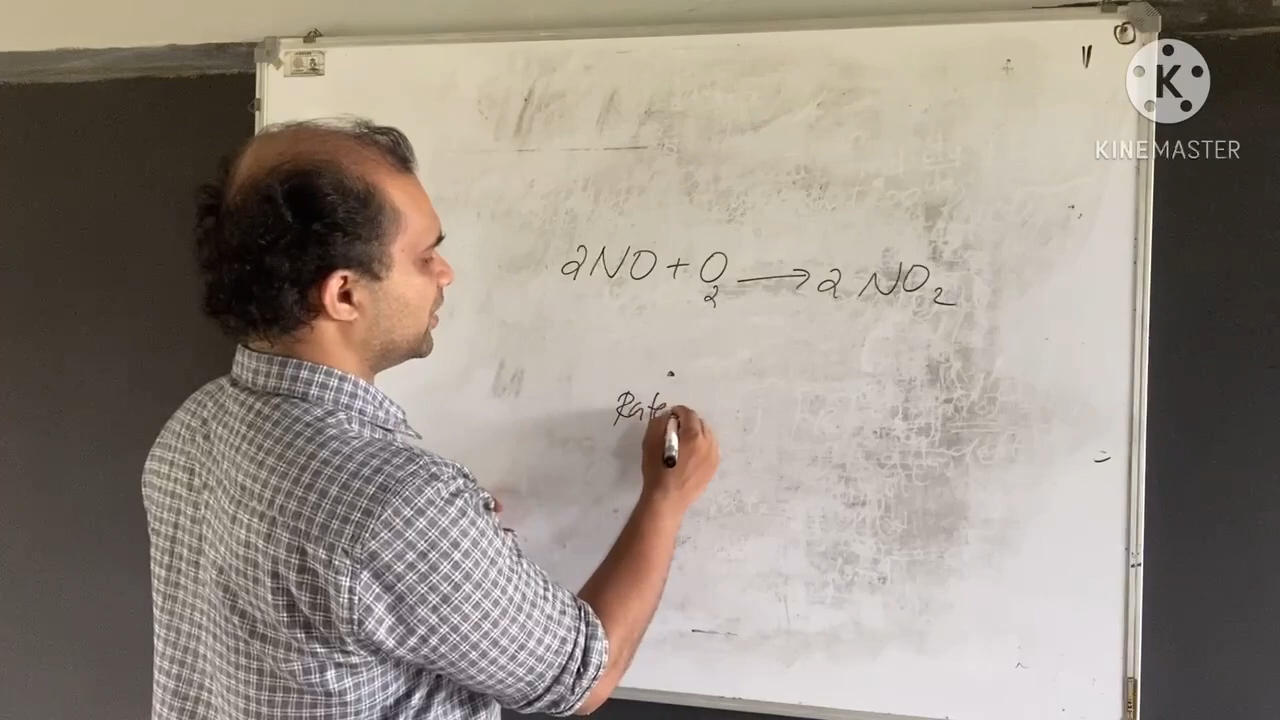 K
KINEMASTER
2NO + O₂ ⟶ 2 NO₂
Rate